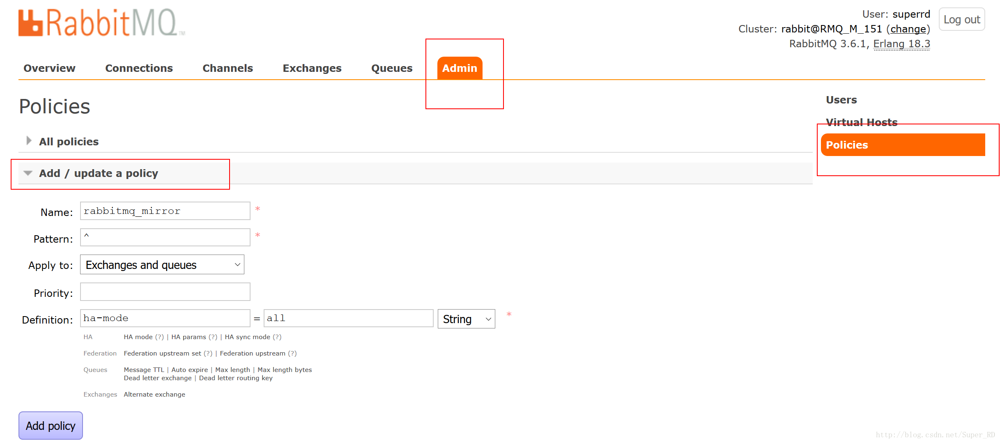 RabbitMQ™
User: superrd
Cluster: rabbit@RMQ_M_151 (change)
RabbitMQ 3.6.1, Erlang 18.3
Log out
Overview Connections Channels Exchanges Queues Admin
Policies
Users
Virtual Hosts
Policies
All policies
Add / update a policy
Name: rabbitmq_mirror *
Pattern: ^ *
Apply to: Exchanges and queues
Priority:
Definition: ha-mode = all String *
HA HA mode (?) | HA params (?) | HA sync mode (?)
Federation Federation upstream set (?) | Federation upstream (?)
Queues Message TTL | Auto expire | Max length | Max length bytes
Dead letter exchange | Dead letter routing key
Exchanges Alternate exchange
Add policy
http://blog.csdn.net/Super_RD